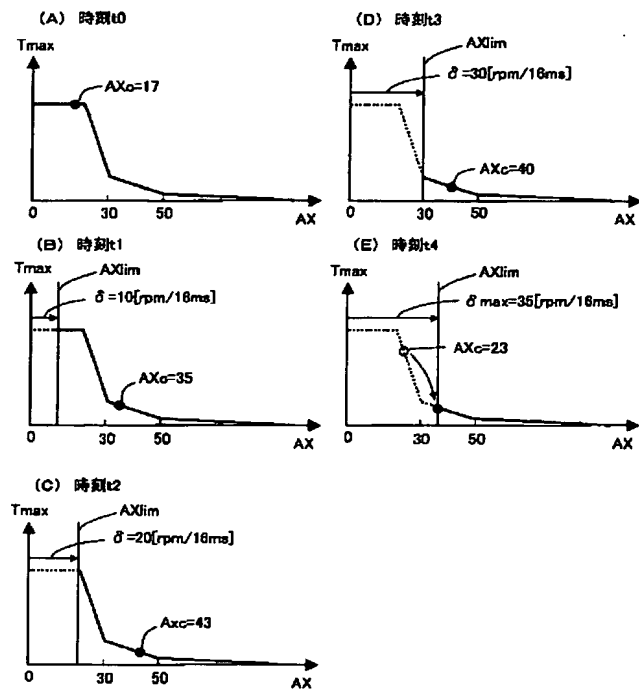 (A) 時刻t0
Tmax
AXo=17
0
30
50
AX
(B) 時刻t1
Tmax
AXlim
δ=10[rpm/16ms]
AXo=35
0
30
50
AX
(C) 時刻t2
Tmax
AXlim
δ=20[rpm/16ms]
Axc=43
0
30
50
AX
(D) 時刻t3
Tmax
AXlim
δ=30[rpm/16ms]
AXc=40
0
30
50
AX
(E) 時刻t4
Tmax
AXlim
δmax=35[rpm/16ms]
AXc=23
0
30
50
AX